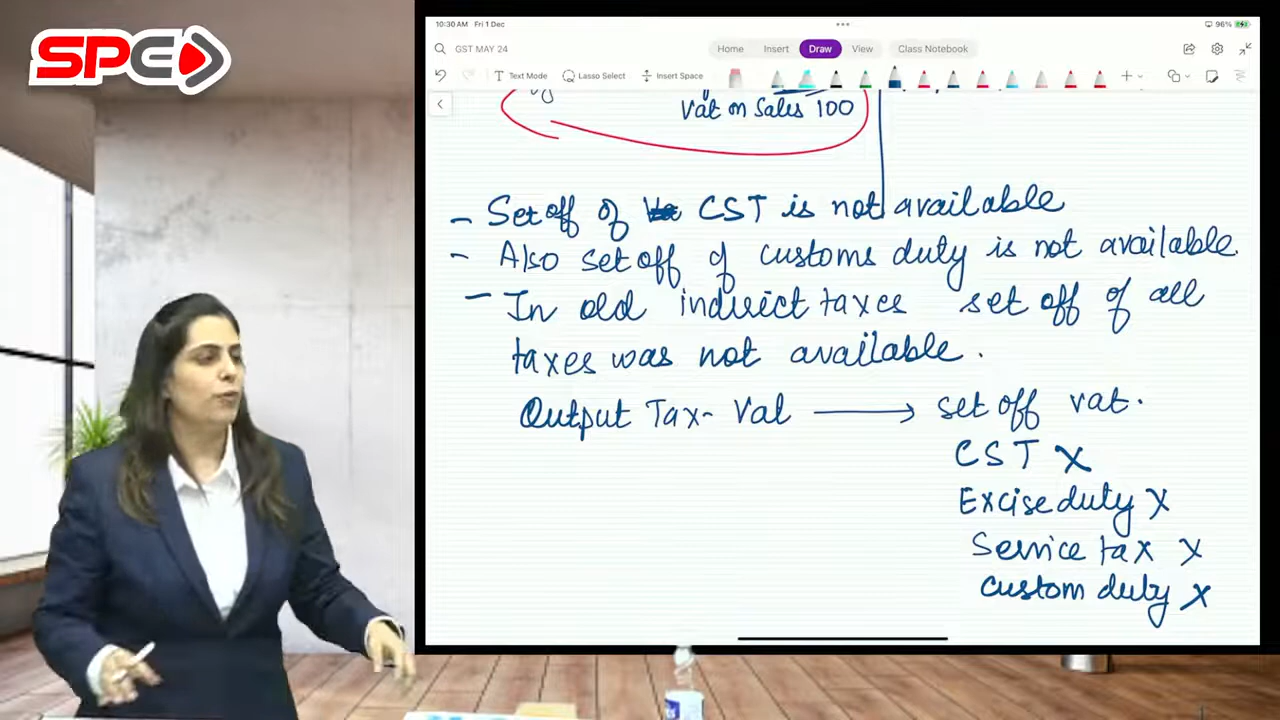 SPED
10:30 AM Fri 1 Dec
96%
GST MAY 24
Home Insert Draw View Class Notebook
Text Mode Lasso Select Insert Space
Vat on Sales 100
- Set off of CST is not available
- Also set off of customs duty is not available.
- In old indirect taxes set off of all
taxes was not available.
Output Tax- Vat → set off vat.
CST X
Excise duty X
Service tax X
Custom duty X